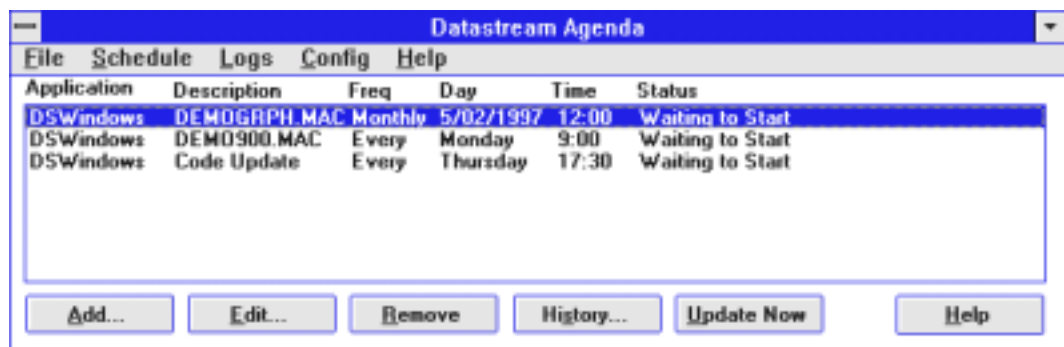 Datastream Agenda
File Schedule Logs Config Help
Application Description Freq Day Time Status
DSWindows DEMOGRPH.MAC Monthly 5/02/1997 12:00 Waiting to Start
DSWindows DEMO900.MAC Every Monday 9:00 Waiting to Start
DSWindows Code Update Every Thursday 17:30 Waiting to Start
Add... Edit... Remove History... Update Now Help